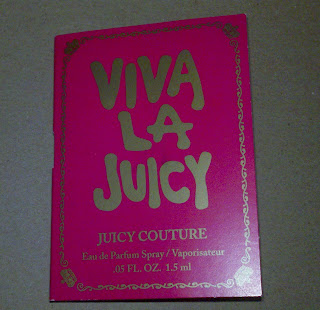 VIVA
LA
JUICY
JUICY COUTURE
Eau de Parfum Spray / Vaporisateur
.05 FL. OZ. 1.5 ml